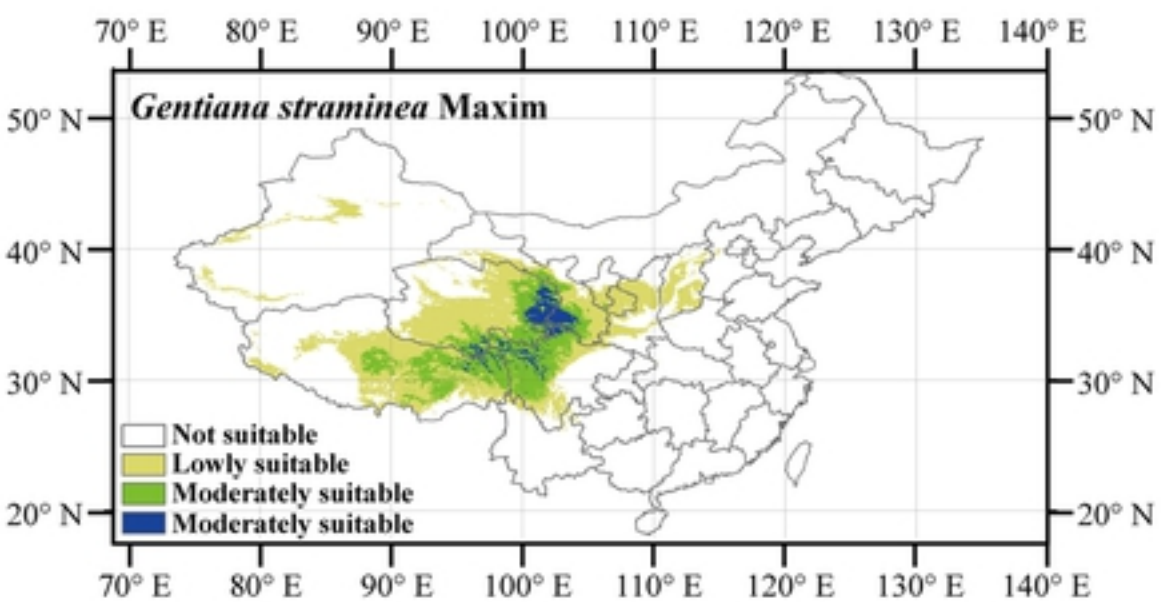 70° E 80° E 90° E 100° E 110° E 120° E 130° E 140° E
Gentiana straminea Maxim
50° N 50° N
40° N 40° N
30° N 30° N
Not suitable
Lowly suitable
Moderately suitable
20° N 20° N
Moderately suitable
70° E 80° E 90° E 100° E 110° E 120° E 130° E 140° E